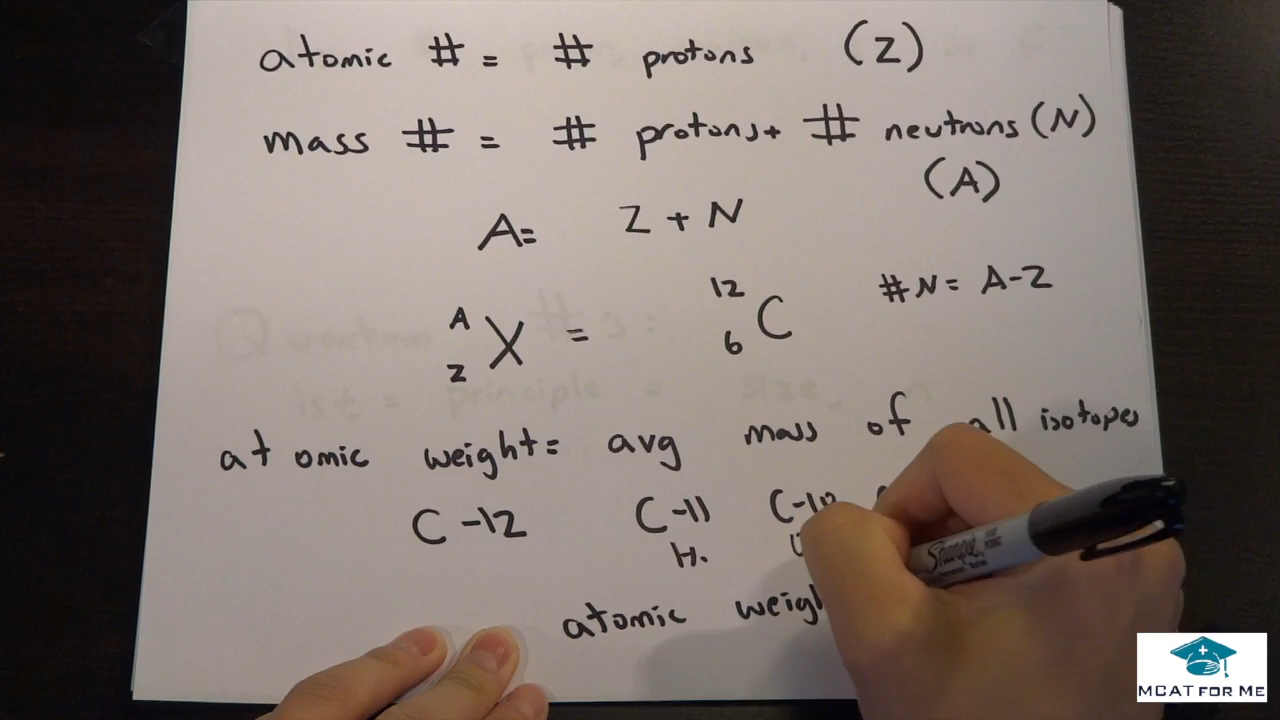 atomic # = # protons (Z)
mass # = # protons + # neutrons (N)
(A)
A = Z + N
A
Z X = 12
6 C #N = A-Z
atomic weight = avg mass of all isotopes
C-12 C-11
H.
atomic weigh
Sharpie
MCAT FOR ME